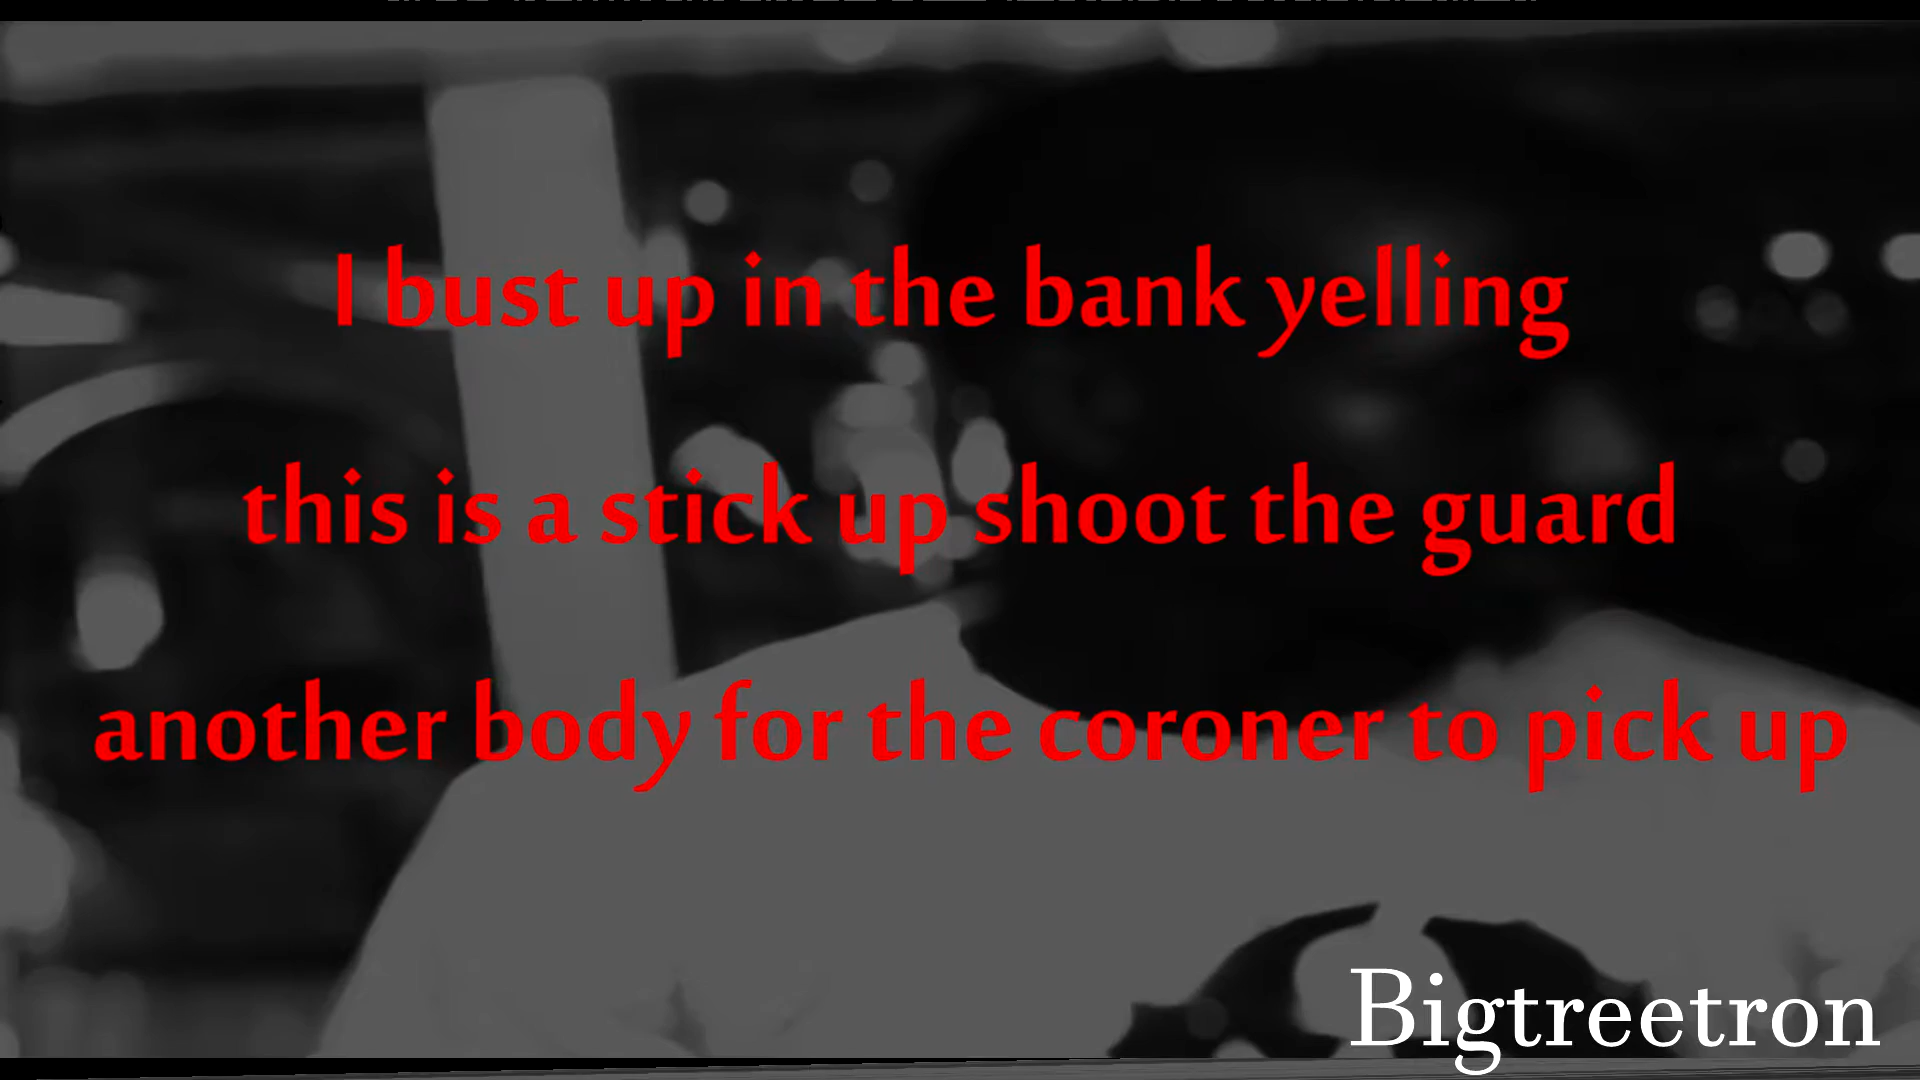 I bust up in the bank yelling
this is a stick up shoot the guard
another body for the coroner to pick up
Bigtreetron